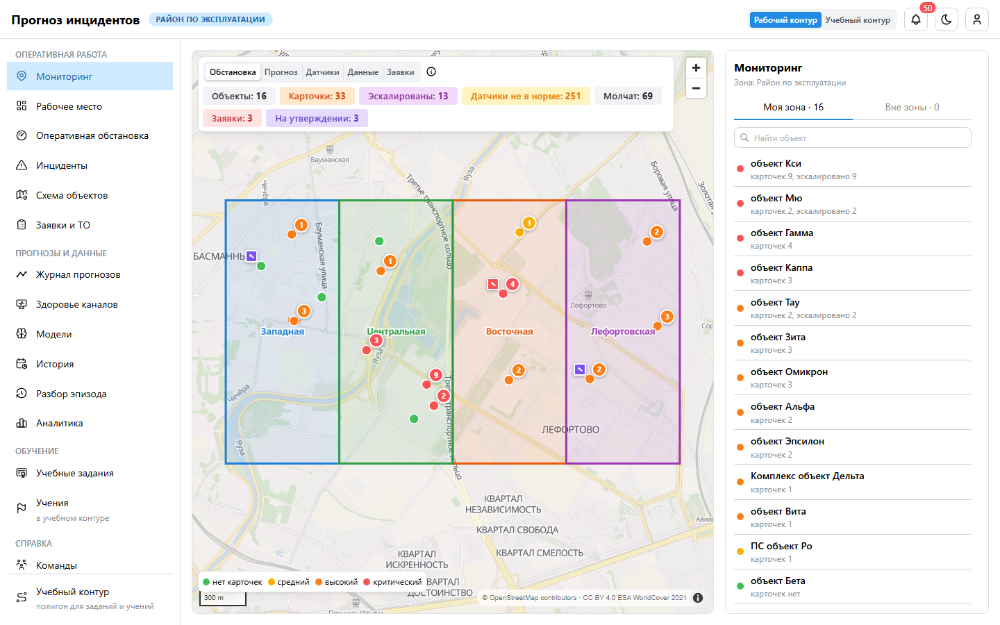 Прогноз инцидентов
РАЙОН ПО ЭКСПЛУАТАЦИИ
Рабочий контур
Учебный контур
50
ОПЕРАТИВНАЯ РАБОТА
Мониторинг
Рабочее место
Оперативная обстановка
Инциденты
Схема объектов
Заявки и ТО
ПРОГНОЗЫ И ДАННЫЕ
Журнал прогнозов
Здоровье каналов
Модели
История
Разбор эпизода
Аналитика
ОБУЧЕНИЕ
Учебные задания
Учения
в учебном контуре
СПРАВКА
Команды
Учебный контур
полигон для заданий и учений
Обстановка
Прогноз
Датчики
Данные
Заявки
Объекты: 16
Карточки: 33
Эскалированы: 13
Датчики не в норме: 251
Молчат: 69
Заявки: 3
На утверждении: 3
+
−
Бауманская
Яуза
Чечёра
Третье транспортное кольцо
Боровая улица
Бауманская улица
1
1
1
2
БАСМАННЫ
4
3
3
Лефортово
Западная
Центральная
Восточная
Лефортовская
3
Яуза
9
2
2
2
Чечёра
Третье транспортное кольцо
ЛЕФОРТОВО
Яуза
КВАРТАЛ
НЕЗАВИСИМОСТЬ
КВАРТАЛ СВОБОДА
КВАРТАЛ СМЕЛОСТЬ
КВАРТАЛ
ИСКРЕННОСТЬ
ВАРТАЛ
ДОСТОИНСТВО
Площадь Ильича
нет карточек
средний
высокий
критический
300 m
© OpenStreetMap contributors · CC BY 4.0 ESA WorldCover 2021
Мониторинг
Зона: Район по эксплуатации
Моя зона · 16
Вне зоны · 0
Найти объект
объект Кси
карточек 9, эскалировано 9
объект Мю
карточек 2, эскалировано 2
объект Гамма
карточек 4
объект Каппа
карточек 3
объект Тау
карточек 2, эскалировано 2
объект Зита
карточек 3
объект Омикрон
карточек 3
объект Альфа
карточек 2
объект Эпсилон
карточек 2
Комплекс объект Дельта
карточек 1
объект Вита
карточек 1
ПС объект Ро
карточек 1
объект Бета
карточек нет